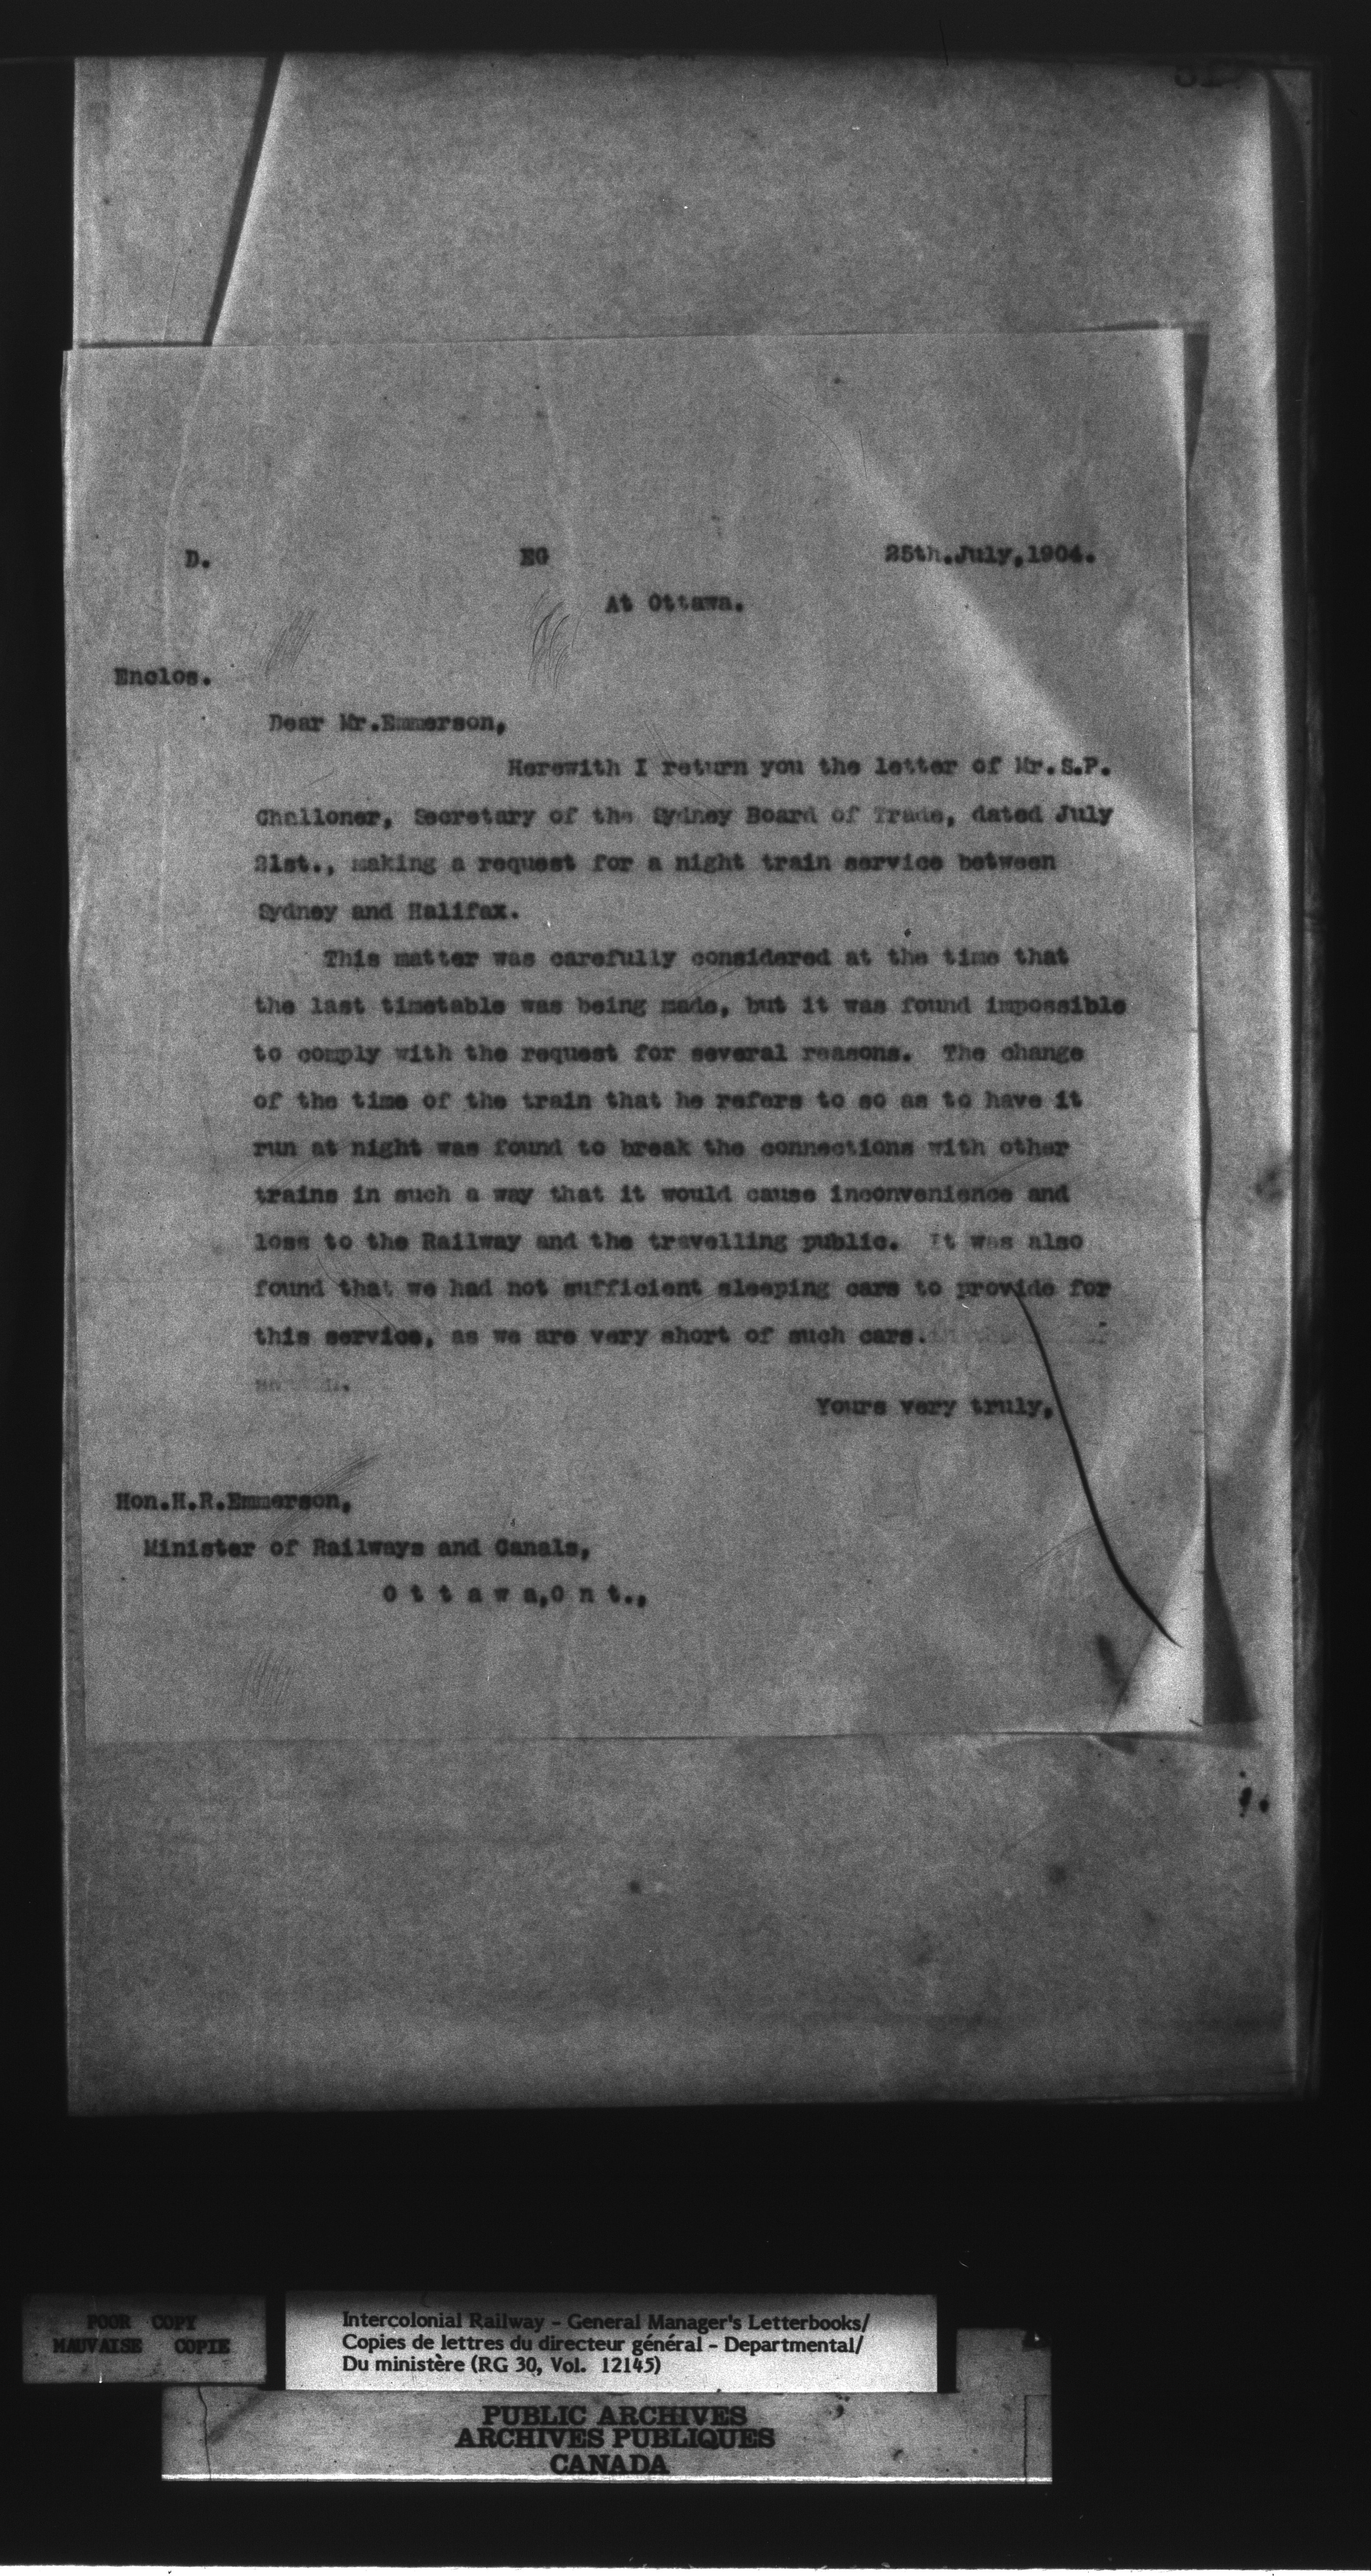 D. EG 25th.July,1904.
At Ottawa.
Enclos.
Dear Mr.Emmerson,
Herewith I return you the letter of Mr.S.P.
Challoner, Secretary of the Sydney Board of Trade, dated July
21st., making a request for a night train service between
Sydney and Halifax.
This matter was carefully considered at the time that
the last timetable was being made, but it was found impossible
to comply with the request for several reasons. The change
of the time of the train that he refers to so as to have it
run at night was found to break the connections with other
trains in such a way that it would cause inconvenience and
loss to the Railway and the travelling public. It was also
found that we had not sufficient sleeping cars to provide for
this service, as we are very short of such cars.
Yours very truly,
Hon.H.R.Emmerson,
Minister of Railways and Canals,
O t t a w a,O n t.,
POOR COPY
MAUVAISE COPIE
Intercolonial Railway - General Manager's Letterbooks/
Copies de lettres du directeur général - Departmental/
Du ministère (RG 30, Vol. 12145)
PUBLIC ARCHIVES
ARCHIVES PUBLIQUES
CANADA